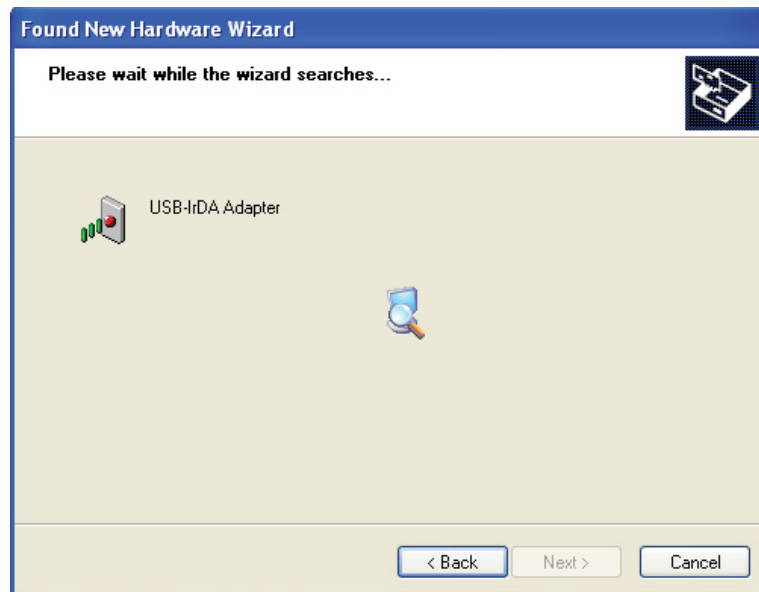 Found New Hardware Wizard
Please wait while the wizard searches...
USB-IrDA Adapter
< Back
Next >
Cancel